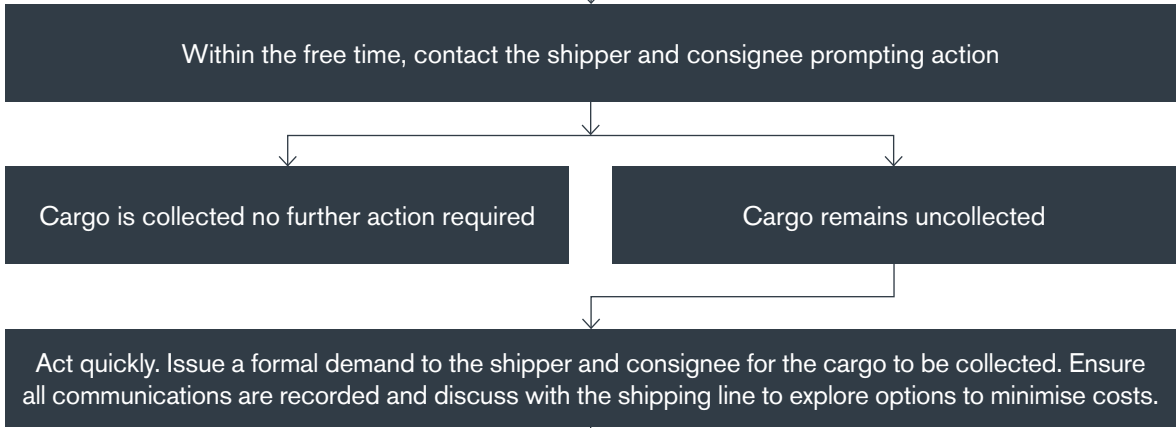 Within the free time, contact the shipper and consignee prompting action
Cargo is collected no further action required
Cargo remains uncollected
Act quickly. Issue a formal demand to the shipper and consignee for the cargo to be collected. Ensure
all communications are recorded and discuss with the shipping line to explore options to minimise costs.